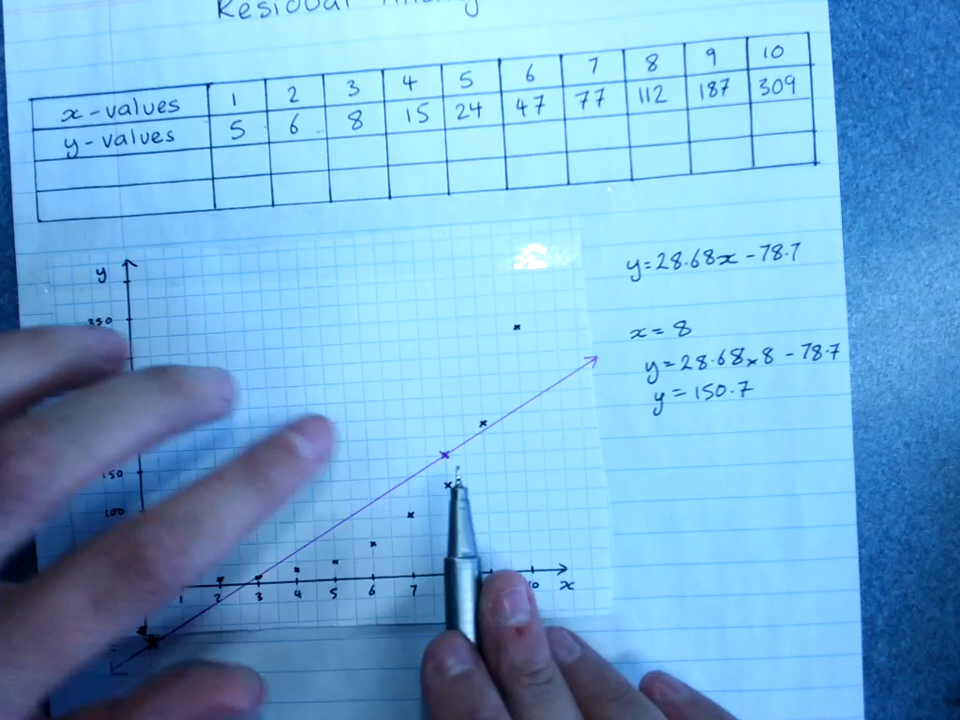 Residual
x-values 1 2 3 4 5 6 7 8 9 10
y-values 5 6 8 15 24 47 77 112 187 309
y
y=28.68x-78.7
350
x=8
y=28.68×8-78.7
y=150.7
150
100
1 2 3 4 5 6 7 10 x